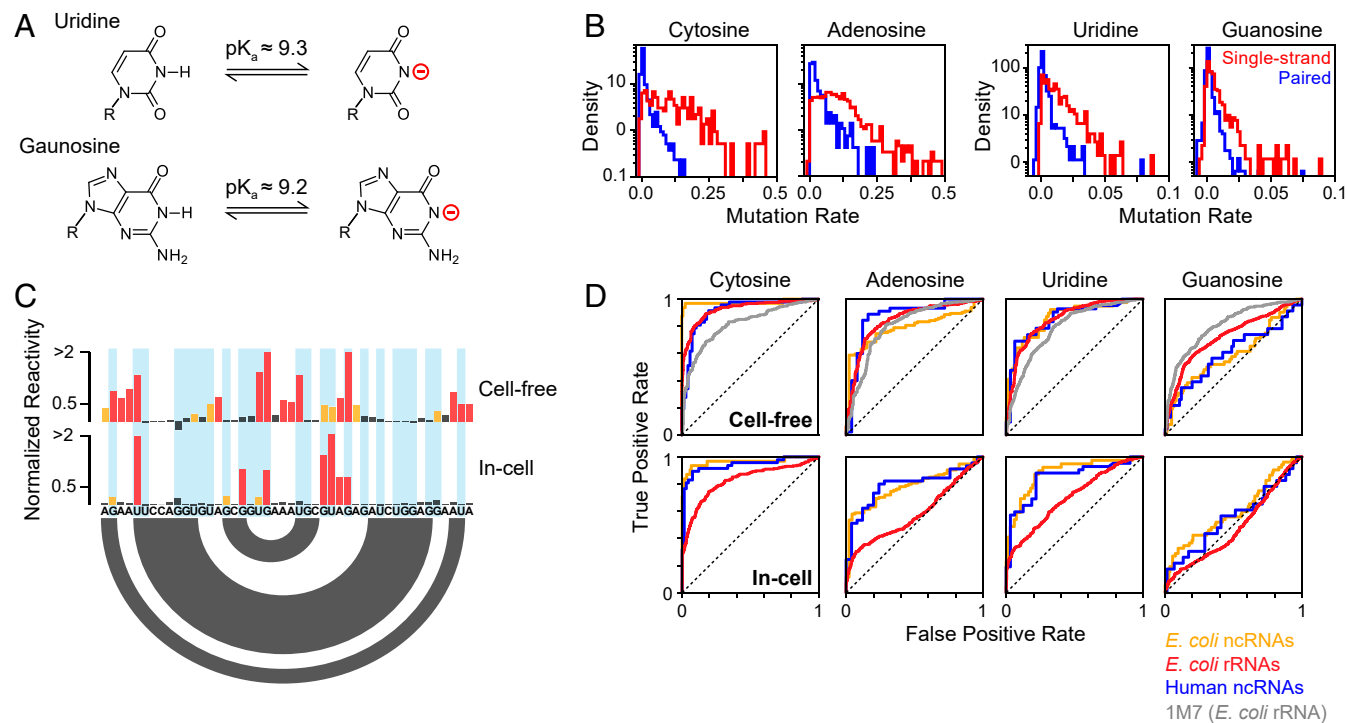 A
Uridine
pKa ≈ 9.3
O
N
H
N
O
R
O
N
⊖
N
O
R
Gaunosine
pKa ≈ 9.2
N
O
N
H
N
N
NH2
R
N
O
N
⊖
N
N
NH2
R
B
Cytosine
Adenosine
Uridine
Guanosine
Density
10
0
0.1
0.0
0.25
0.5
0.0
0.25
0.5
Mutation Rate
Density
100
10
0
0.0
0.05
0.1
0.0
0.05
0.1
Mutation Rate
Single-strand
Paired
C
Normalized Reactivity
>2
0.5
Cell-free
>2
0.5
In-cell
AGAAUUCCAGGUGUAGCGGUGAAAUGCGUAGAGAUCUGGAGGAAUA
D
Cytosine
Adenosine
Uridine
Guanosine
True Positive Rate
1
0
Cell-free
1
0
In-cell
0
1
0
1
0
1
0
1
False Positive Rate
E. coli ncRNAs
E. coli rRNAs
Human ncRNAs
1M7 (E. coli rRNA)